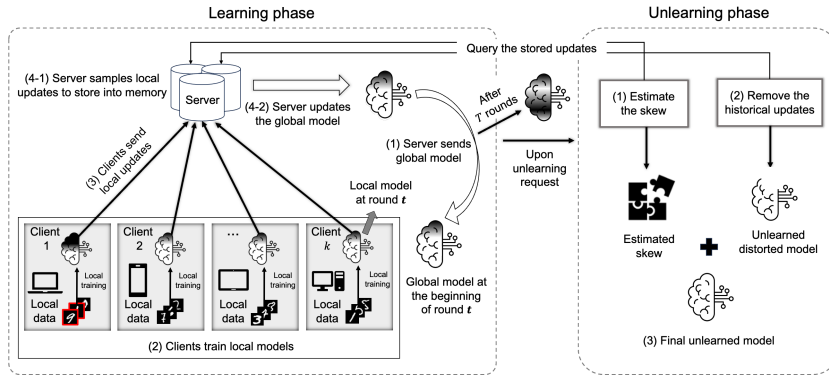 Learning phase
Unlearning phase
Query the stored updates
(4-1) Server samples local
updates to store into memory
Server
(4-2) Server updates
the global model
(1) Server sends
global model
After
T rounds
Upon
unlearning
request
(3) Clients send
local updates
Local model
at round t
Client
1
Local
training
Local
data
Client
2
Local
training
Local
data
...
Local
training
Local
data
Client
k
Local
training
Local
data
(2) Clients train local models
Global model at
the beginning
of round t
(1) Estimate
the skew
(2) Remove the
historical updates
Estimated
skew
Unlearned
distorted model
(3) Final unlearned model